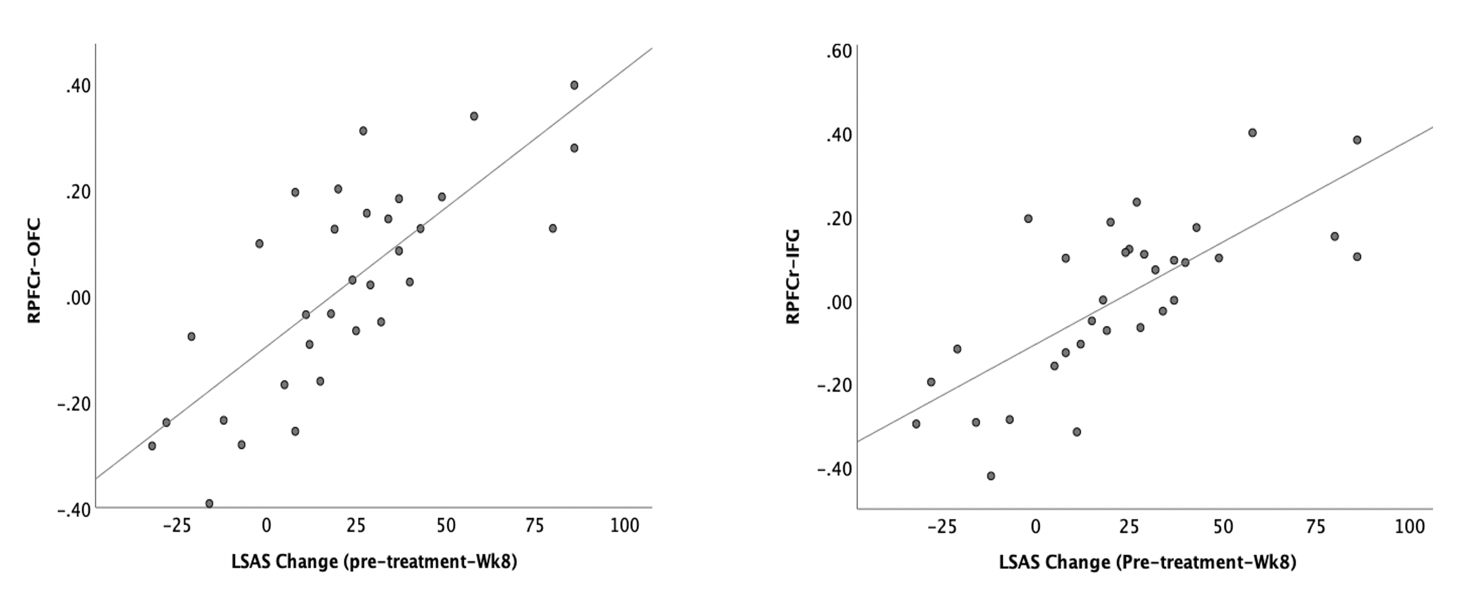 RPFCr-OFC
.40
.20
.00
-.20
-.40
-25 0 25 50 75 100
LSAS Change (pre-treatment-Wk8)
RPFCr-IFG
.60
.40
.20
.00
-.20
-.40
-25 0 25 50 75 100
LSAS Change (Pre-treatment-Wk8)